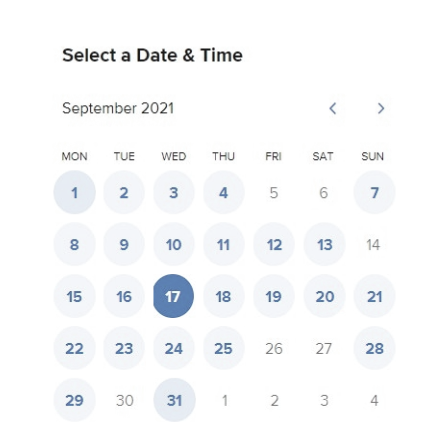 Select a Date & Time
September 2021
MON TUE WED THU FRI SAT SUN
1 2 3 4 5 6 7
8 9 10 11 12 13 14
15 16 17 18 19 20 21
22 23 24 25 26 27 28
29 30 31 1 2 3 4